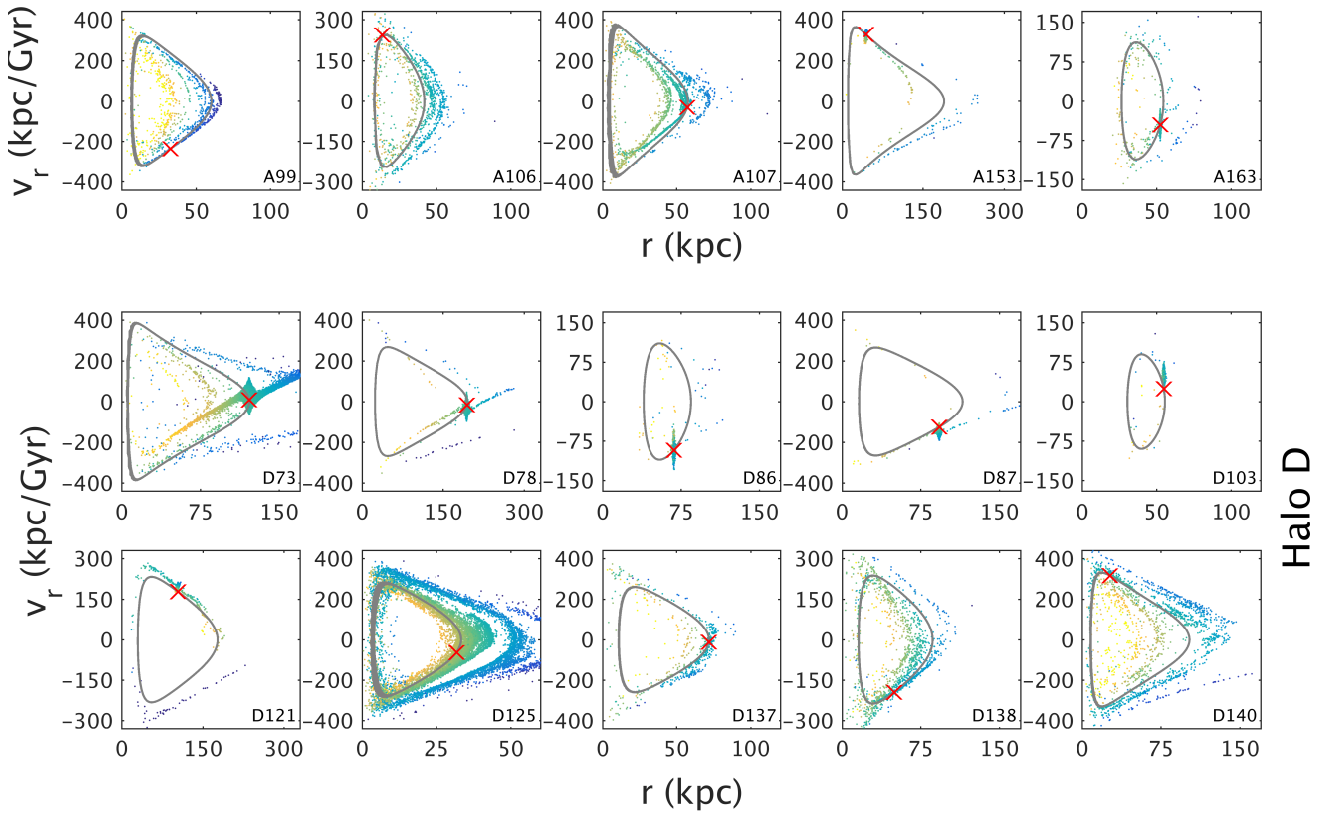 400 300 400 400 150
200 150 200 200 75
0 0 0 0 0
−200 −150 −200 −200 −75
−400 −300 −400 −400 −150
A99 A106 A107 A153 A163
0 50 100 0 50 100 0 50 100 0 150 300 0 50 100
r (kpc)
v_r (kpc/Gyr)
400 400 150 400 150
200 200 75 200 75
0 0 0 0 0
−200 −200 −75 −200 −75
−400 −400 −150 −400 −150
D73 D78 D86 D87 D103
0 75 150 0 100 200 300 0 75 150 0 75 150 0 50 100
300 400 300 300 400
150 200 150 150 200
0 0 0 0 0
−150 −200 −150 −150 −200
−300 −400 −300 −300 −400
D121 D125 D137 D138 D140
0 150 300 0 25 50 0 50 100 0 75 150 0 75 150
r (kpc)
v_r (kpc/Gyr)
Halo D